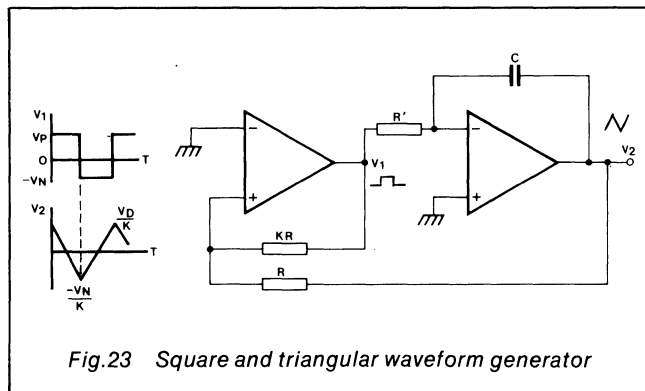 V1
VP
O
-VN
T
V2
VD
K
T
-VN
K
C
R'
-
+
V1
-
+
V2
KR
R
Fig.23 Square and triangular waveform generator